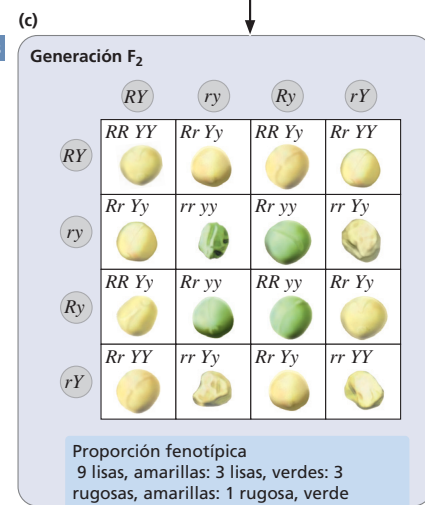 (c)
Generación F₂
RY ry Ry rY
RY RR YY Rr Yy RR Yy Rr YY
ry Rr Yy rr yy Rr yy rr Yy
Ry RR Yy Rr yy RR yy Rr Yy
rY Rr YY rr Yy Rr Yy rr YY
Proporción fenotípica
9 lisas, amarillas: 3 lisas, verdes: 3
rugosas, amarillas: 1 rugosa, verde